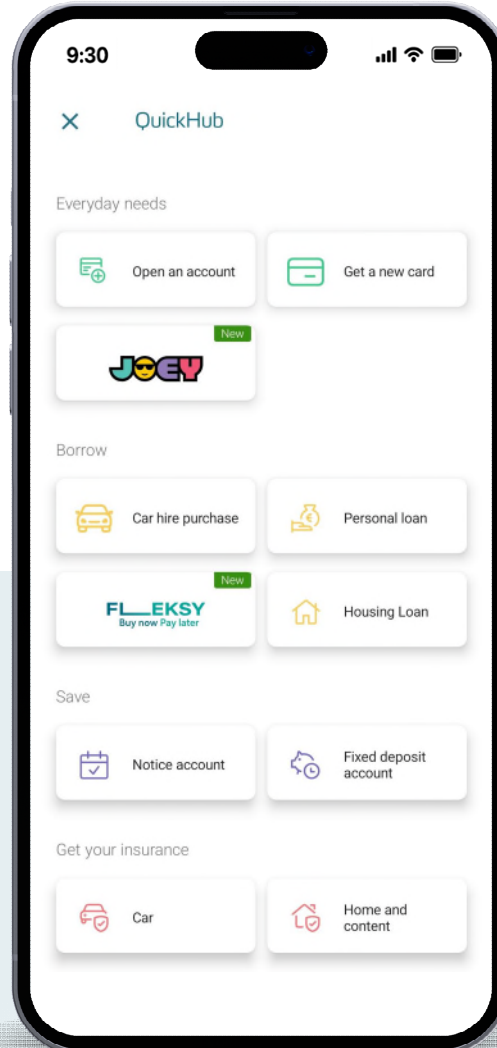 9:30
QuickHub
Everyday needs
Open an account
Get a new card
New
JOEY
Borrow
Car hire purchase
Personal loan
New
FL__EKSY
Buy now Pay later
Housing Loan
Save
Notice account
Fixed deposit
account
Get your insurance
Car
Home and
content